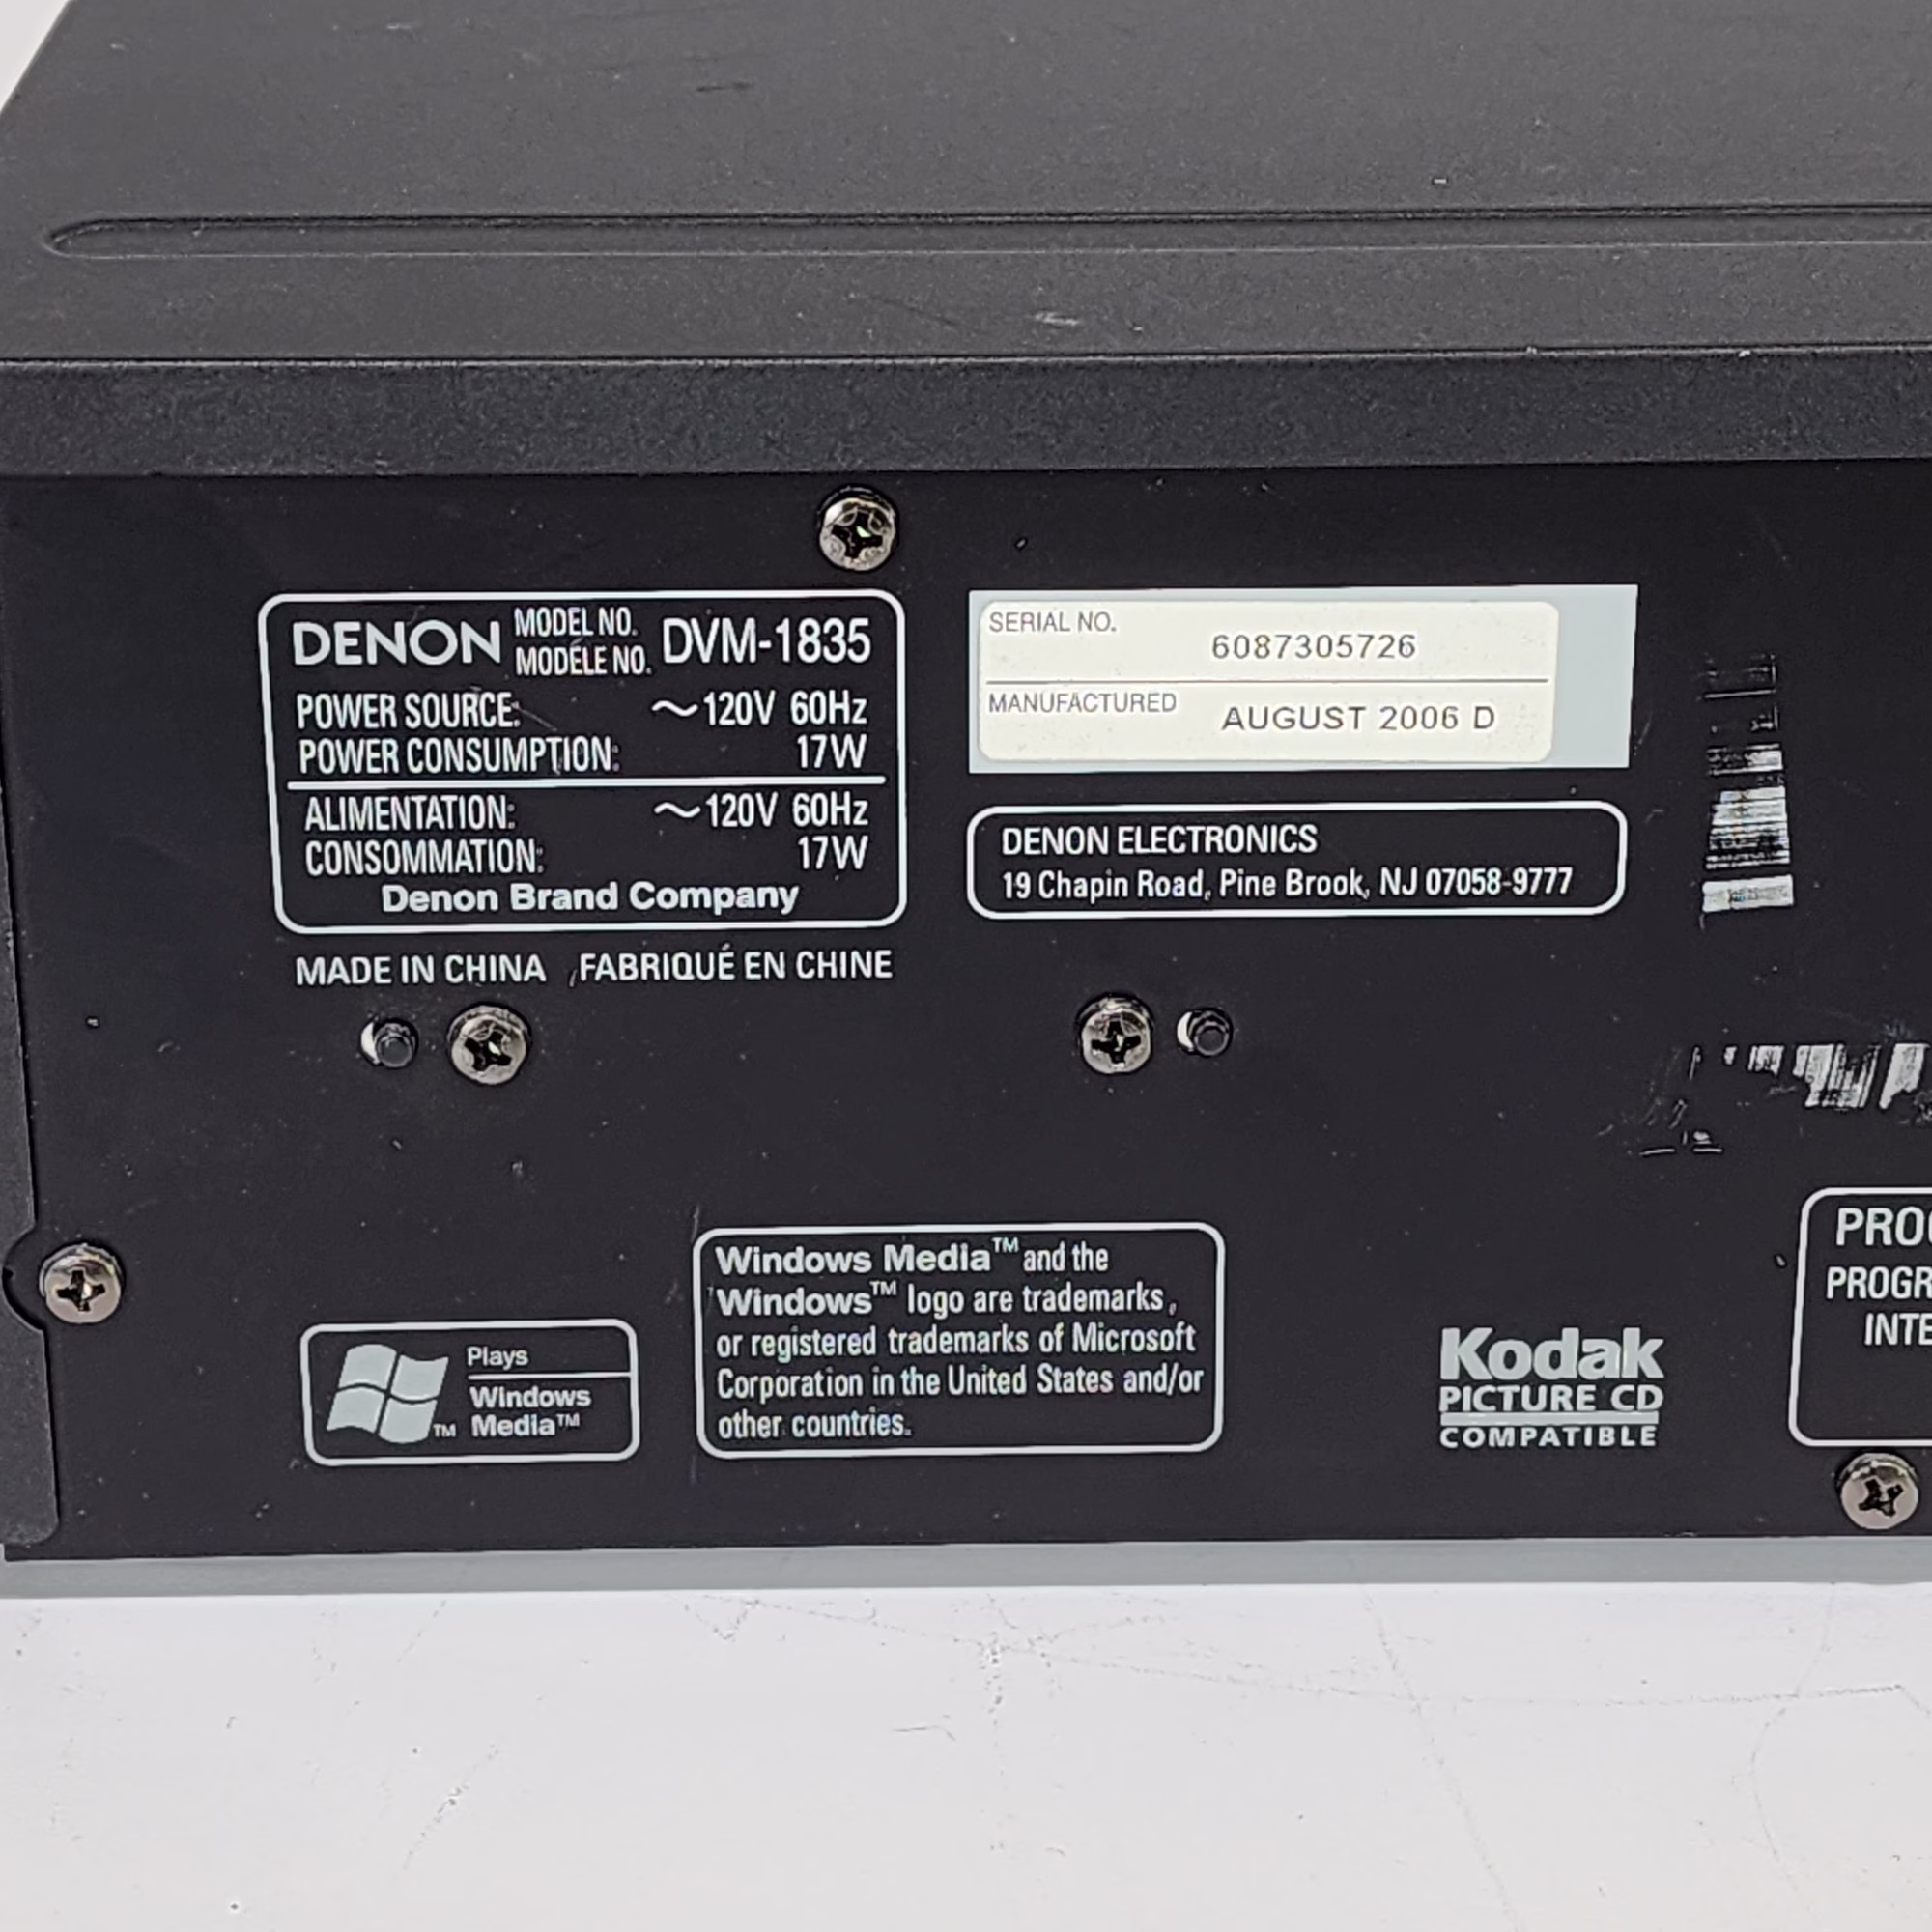 DENON MODEL NO. MODÉLE NO. DVM-1835
POWER SOURCE: ~120V 60Hz
POWER CONSUMPTION: 17W
ALIMENTATION: ~120V 60Hz
CONSOMMATION: 17W
Denon Brand Company
MADE IN CHINA FABRIQUÉ EN CHINE
SERIAL NO. 6087305726
MANUFACTURED AUGUST 2006 D
DENON ELECTRONICS
19 Chapin Road, Pine Brook, NJ 07058-9777
Plays
Windows
Media™
TM
Windows Media™ and the
Windows™ logo are trademarks,
or registered trademarks of Microsoft
Corporation in the United States and/or
other countries.
Kodak
PICTURE CD
COMPATIBLE